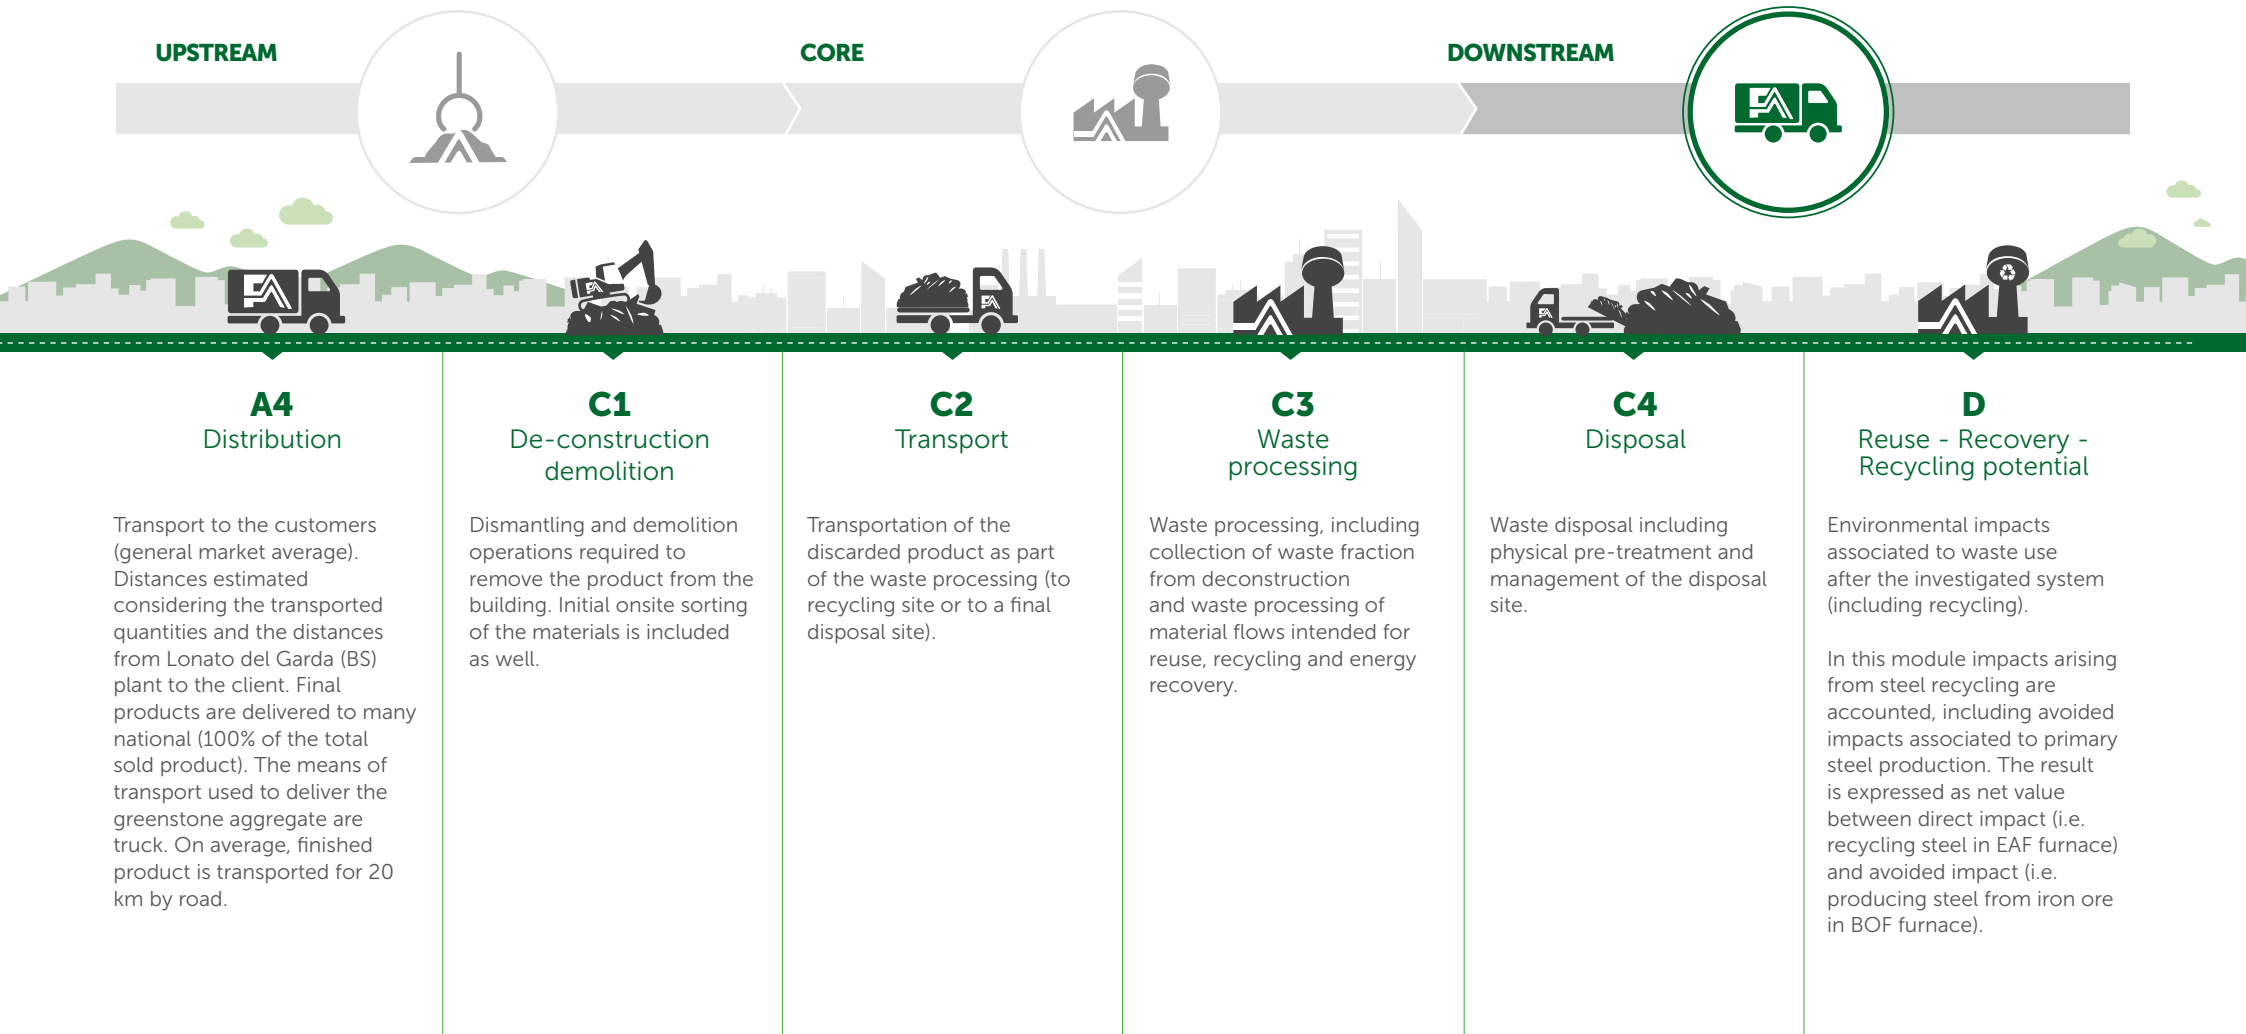 UPSTREAM
CORE
DOWNSTREAM
A4
Distribution
Transport to the customers
(general market average).
Distances estimated
considering the transported
quantities and the distances
from Lonato del Garda (BS)
plant to the client. Final
products are delivered to many
national (100% of the total
sold product). The means of
transport used to deliver the
greenstone aggregate are
truck. On average, finished
product is transported for 20
km by road.
C1
De-construction
demolition
Dismantling and demolition
operations required to
remove the product from the
building. Initial onsite sorting
of the materials is included
as well.
C2
Transport
Transportation of the
discarded product as part
of the waste processing (to
recycling site or to a final
disposal site).
C3
Waste
processing
Waste processing, including
collection of waste fraction
from deconstruction
and waste processing of
material flows intended for
reuse, recycling and energy
recovery.
C4
Disposal
Waste disposal including
physical pre-treatment and
management of the disposal
site.
D
Reuse - Recovery -
Recycling potential
Environmental impacts
associated to waste use
after the investigated system
(including recycling).
In this module impacts arising
from steel recycling are
accounted, including avoided
impacts associated to primary
steel production. The result
is expressed as net value
between direct impact (i.e.
recycling steel in EAF furnace)
and avoided impact (i.e.
producing steel from iron ore
in BOF furnace).